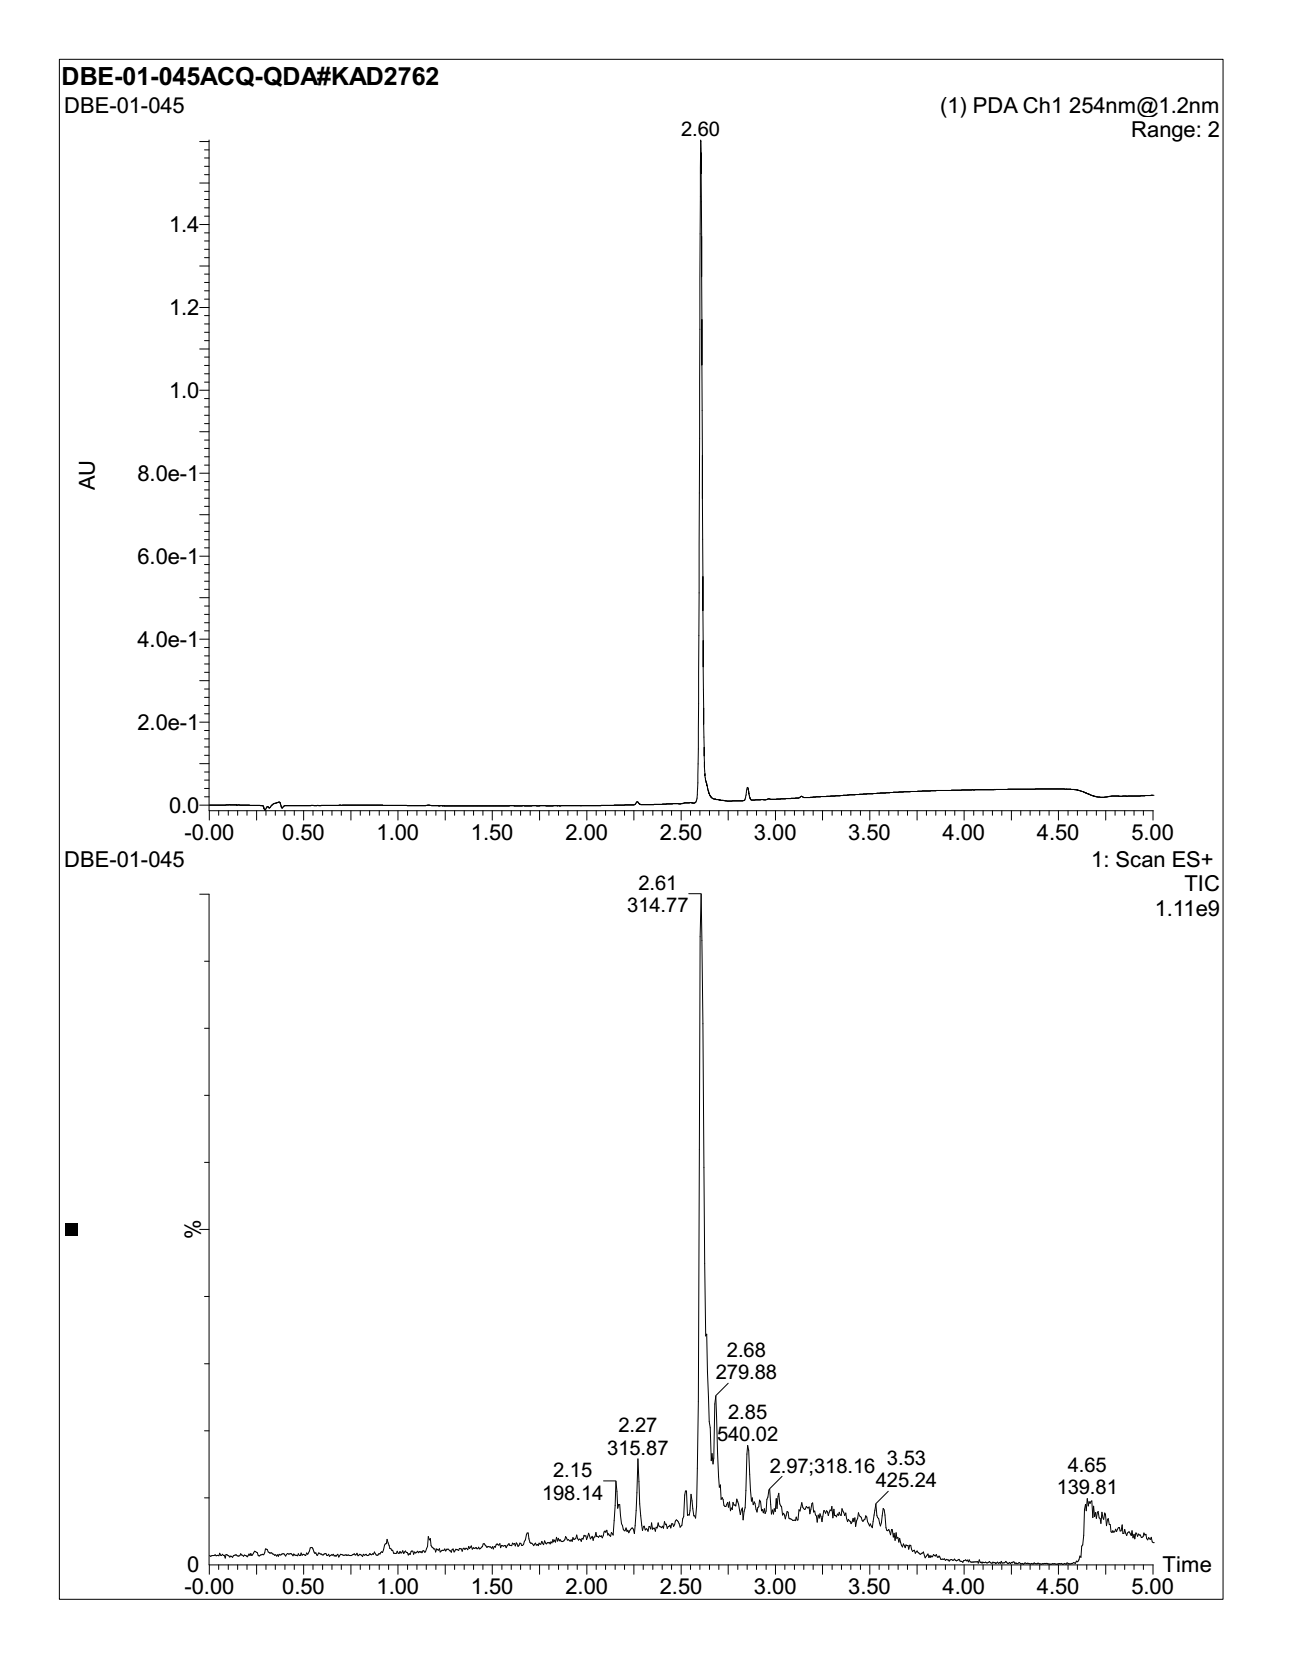 DBE-01-045ACQ-QDA#KAD2762
DBE-01-045
(1) PDA Ch1 254nm@1.2nm
Range: 2
2.60
1.4
1.2
1.0
8.0e-1
6.0e-1
4.0e-1
2.0e-1
0.0
AU
-0.00 0.50 1.00 1.50 2.00 2.50 3.00 3.50 4.00 4.50 5.00
DBE-01-045
1: Scan ES+
TIC
1.11e9
2.61
314.77
2.68
279.88
2.85
540.02
2.27
315.87
2.15
198.14
2.97;318.16
3.53
425.24
4.65
139.81
%
0
Time
-0.00 0.50 1.00 1.50 2.00 2.50 3.00 3.50 4.00 4.50 5.00